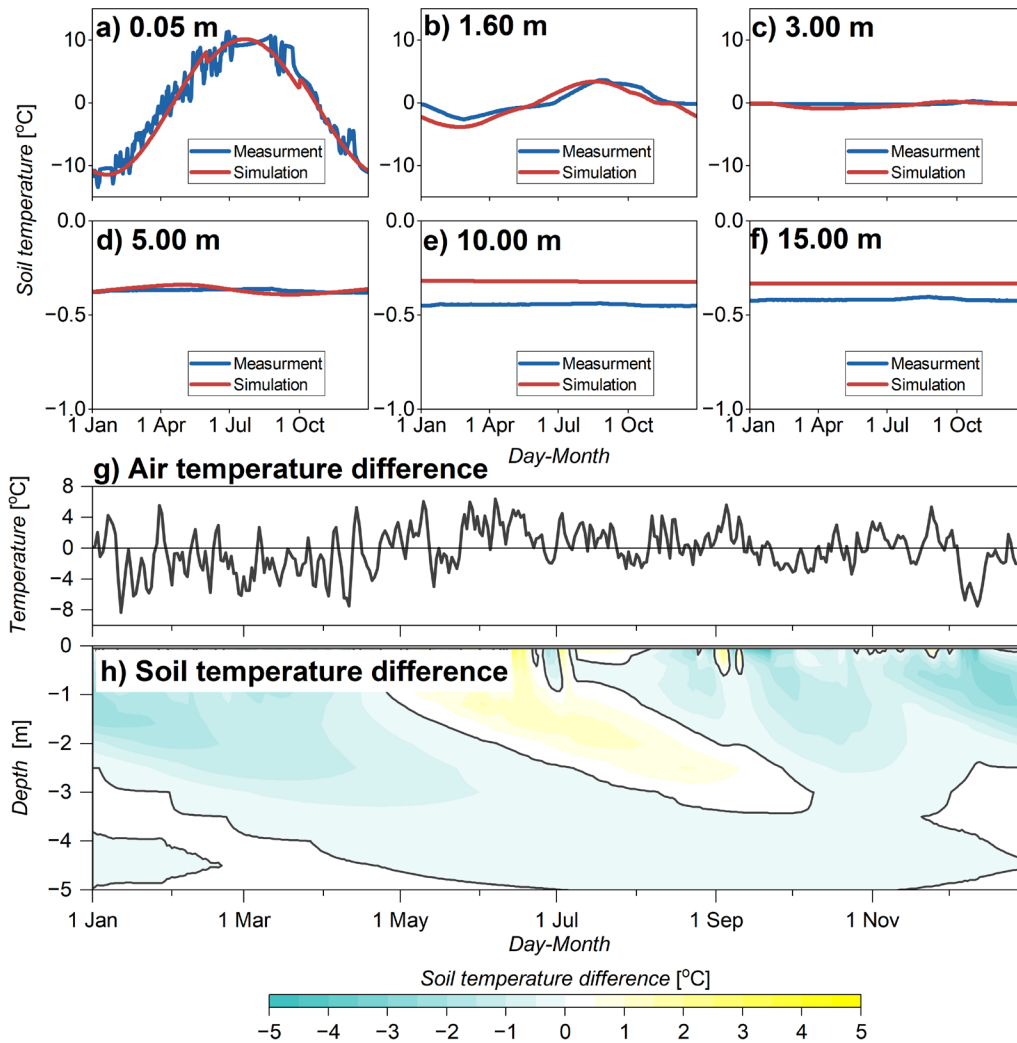 a) 0.05 m
b) 1.60 m
c) 3.00 m
10
0
−10
10
0
−10
10
0
−10
Measurment
Simulation
Measurment
Simulation
Measurment
Simulation
Soil temperature [°C]
d) 5.00 m
e) 10.00 m
f) 15.00 m
0.0
−0.5
−1.0
0.0
−0.5
−1.0
0.0
−0.5
−1.0
Measurment
Simulation
Measurment
Simulation
Measurment
Simulation
1 Jan 1 Apr 1 Jul 1 Oct
1 Jan 1 Apr 1 Jul 1 Oct
1 Jan 1 Apr 1 Jul 1 Oct
Day-Month
g) Air temperature difference
Temperature [°C]
8
4
0
−4
−8
h) Soil temperature difference
Depth [m]
0
−1
−2
−3
−4
−5
1 Jan 1 Mar 1 May 1 Jul 1 Sep 1 Nov
Day-Month
Soil temperature difference [°C]
−5 −4 −3 −2 −1 0 1 2 3 4 5